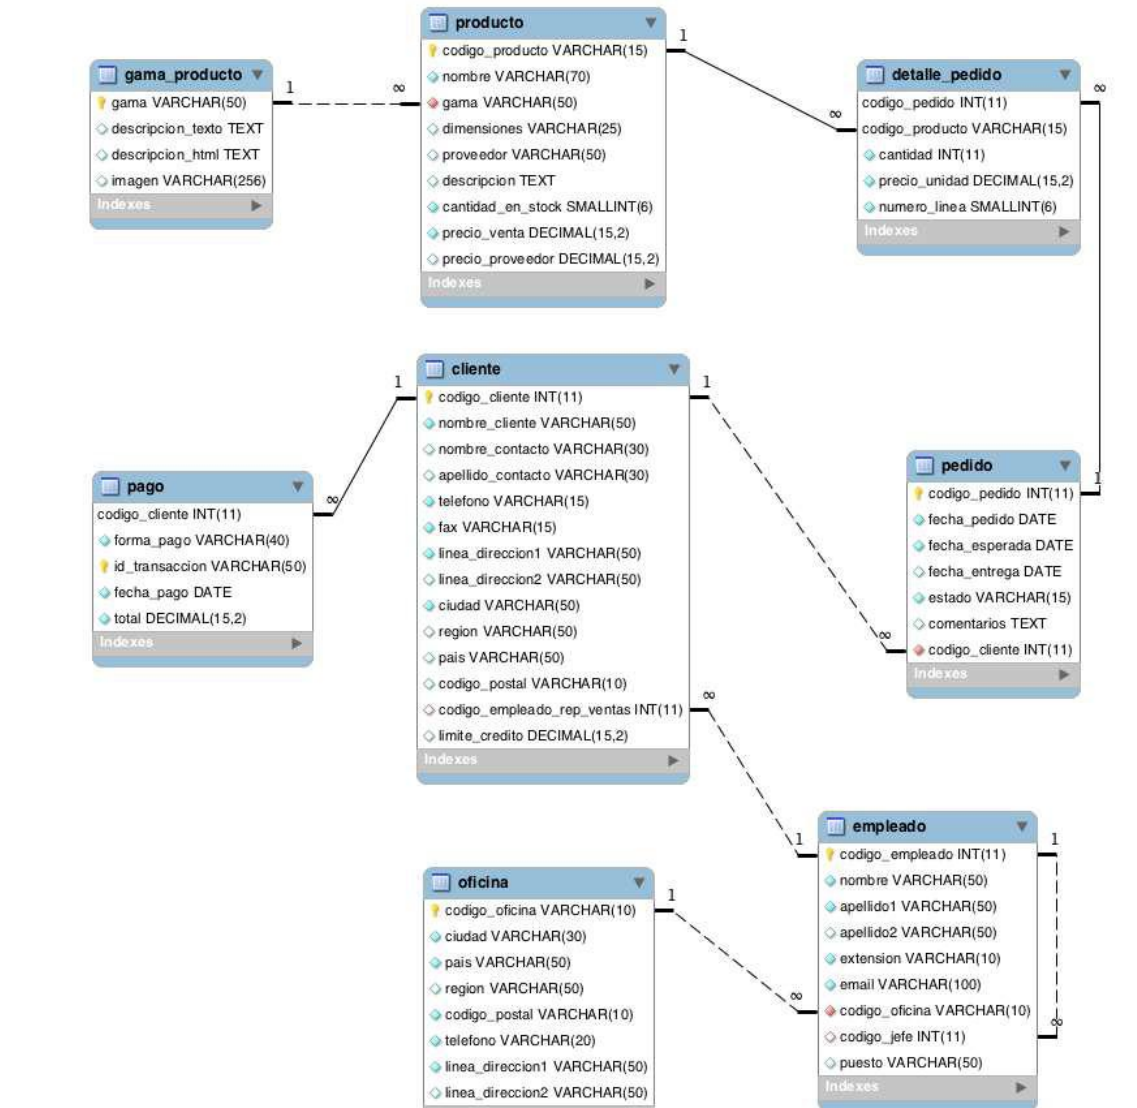 gama_producto
gama VARCHAR(50)
descripcion_texto TEXT
descripcion_html TEXT
imagen VARCHAR(256)
Indexes
1
∞
producto
codigo_producto VARCHAR(15)
nombre VARCHAR(70)
gama VARCHAR(50)
dimensiones VARCHAR(25)
proveedor VARCHAR(50)
descripcion TEXT
cantidad_en_stock SMALLINT(6)
precio_venta DECIMAL(15,2)
precio_proveedor DECIMAL(15,2)
Indexes
1
∞
detalle_pedido
codigo_pedido INT(11)
codigo_producto VARCHAR(15)
cantidad INT(11)
precio_unidad DECIMAL(15,2)
numero_linea SMALLINT(6)
Indexes
∞
1
pago
codigo_cliente INT(11)
forma_pago VARCHAR(40)
id_transaccion VARCHAR(50)
fecha_pago DATE
total DECIMAL(15,2)
Indexes
∞
1
cliente
codigo_cliente INT(11)
nombre_cliente VARCHAR(50)
nombre_contacto VARCHAR(30)
apellido_contacto VARCHAR(30)
telefono VARCHAR(15)
fax VARCHAR(15)
linea_direccion1 VARCHAR(50)
linea_direccion2 VARCHAR(50)
ciudad VARCHAR(50)
region VARCHAR(50)
pais VARCHAR(50)
codigo_postal VARCHAR(10)
codigo_empleado_rep_ventas INT(11)
limite_credito DECIMAL(15,2)
Indexes
1
∞
pedido
codigo_pedido INT(11)
fecha_pedido DATE
fecha_esperada DATE
fecha_entrega DATE
estado VARCHAR(15)
comentarios TEXT
codigo_cliente INT(11)
Indexes
∞
1
oficina
codigo_oficina VARCHAR(10)
ciudad VARCHAR(30)
pais VARCHAR(50)
region VARCHAR(50)
codigo_postal VARCHAR(10)
telefono VARCHAR(20)
linea_direccion1 VARCHAR(50)
linea_direccion2 VARCHAR(50)
1
∞
empleado
codigo_empleado INT(11)
nombre VARCHAR(50)
apellido1 VARCHAR(50)
apellido2 VARCHAR(50)
extension VARCHAR(10)
email VARCHAR(100)
codigo_oficina VARCHAR(10)
codigo_jefe INT(11)
puesto VARCHAR(50)
Indexes
1
∞